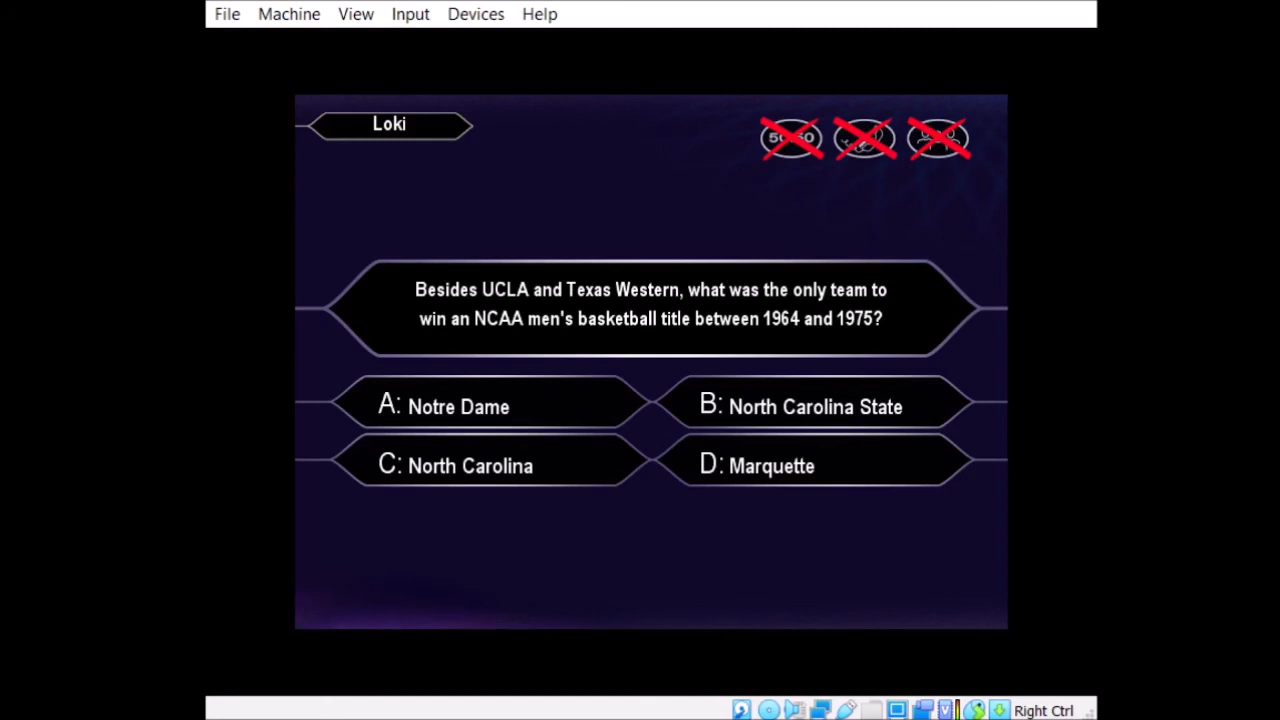 File Machine View Input Devices Help
Loki
50:50
Besides UCLA and Texas Western, what was the only team to
win an NCAA men's basketball title between 1964 and 1975?
A: Notre Dame
B: North Carolina State
C: North Carolina
D: Marquette
Right Ctrl